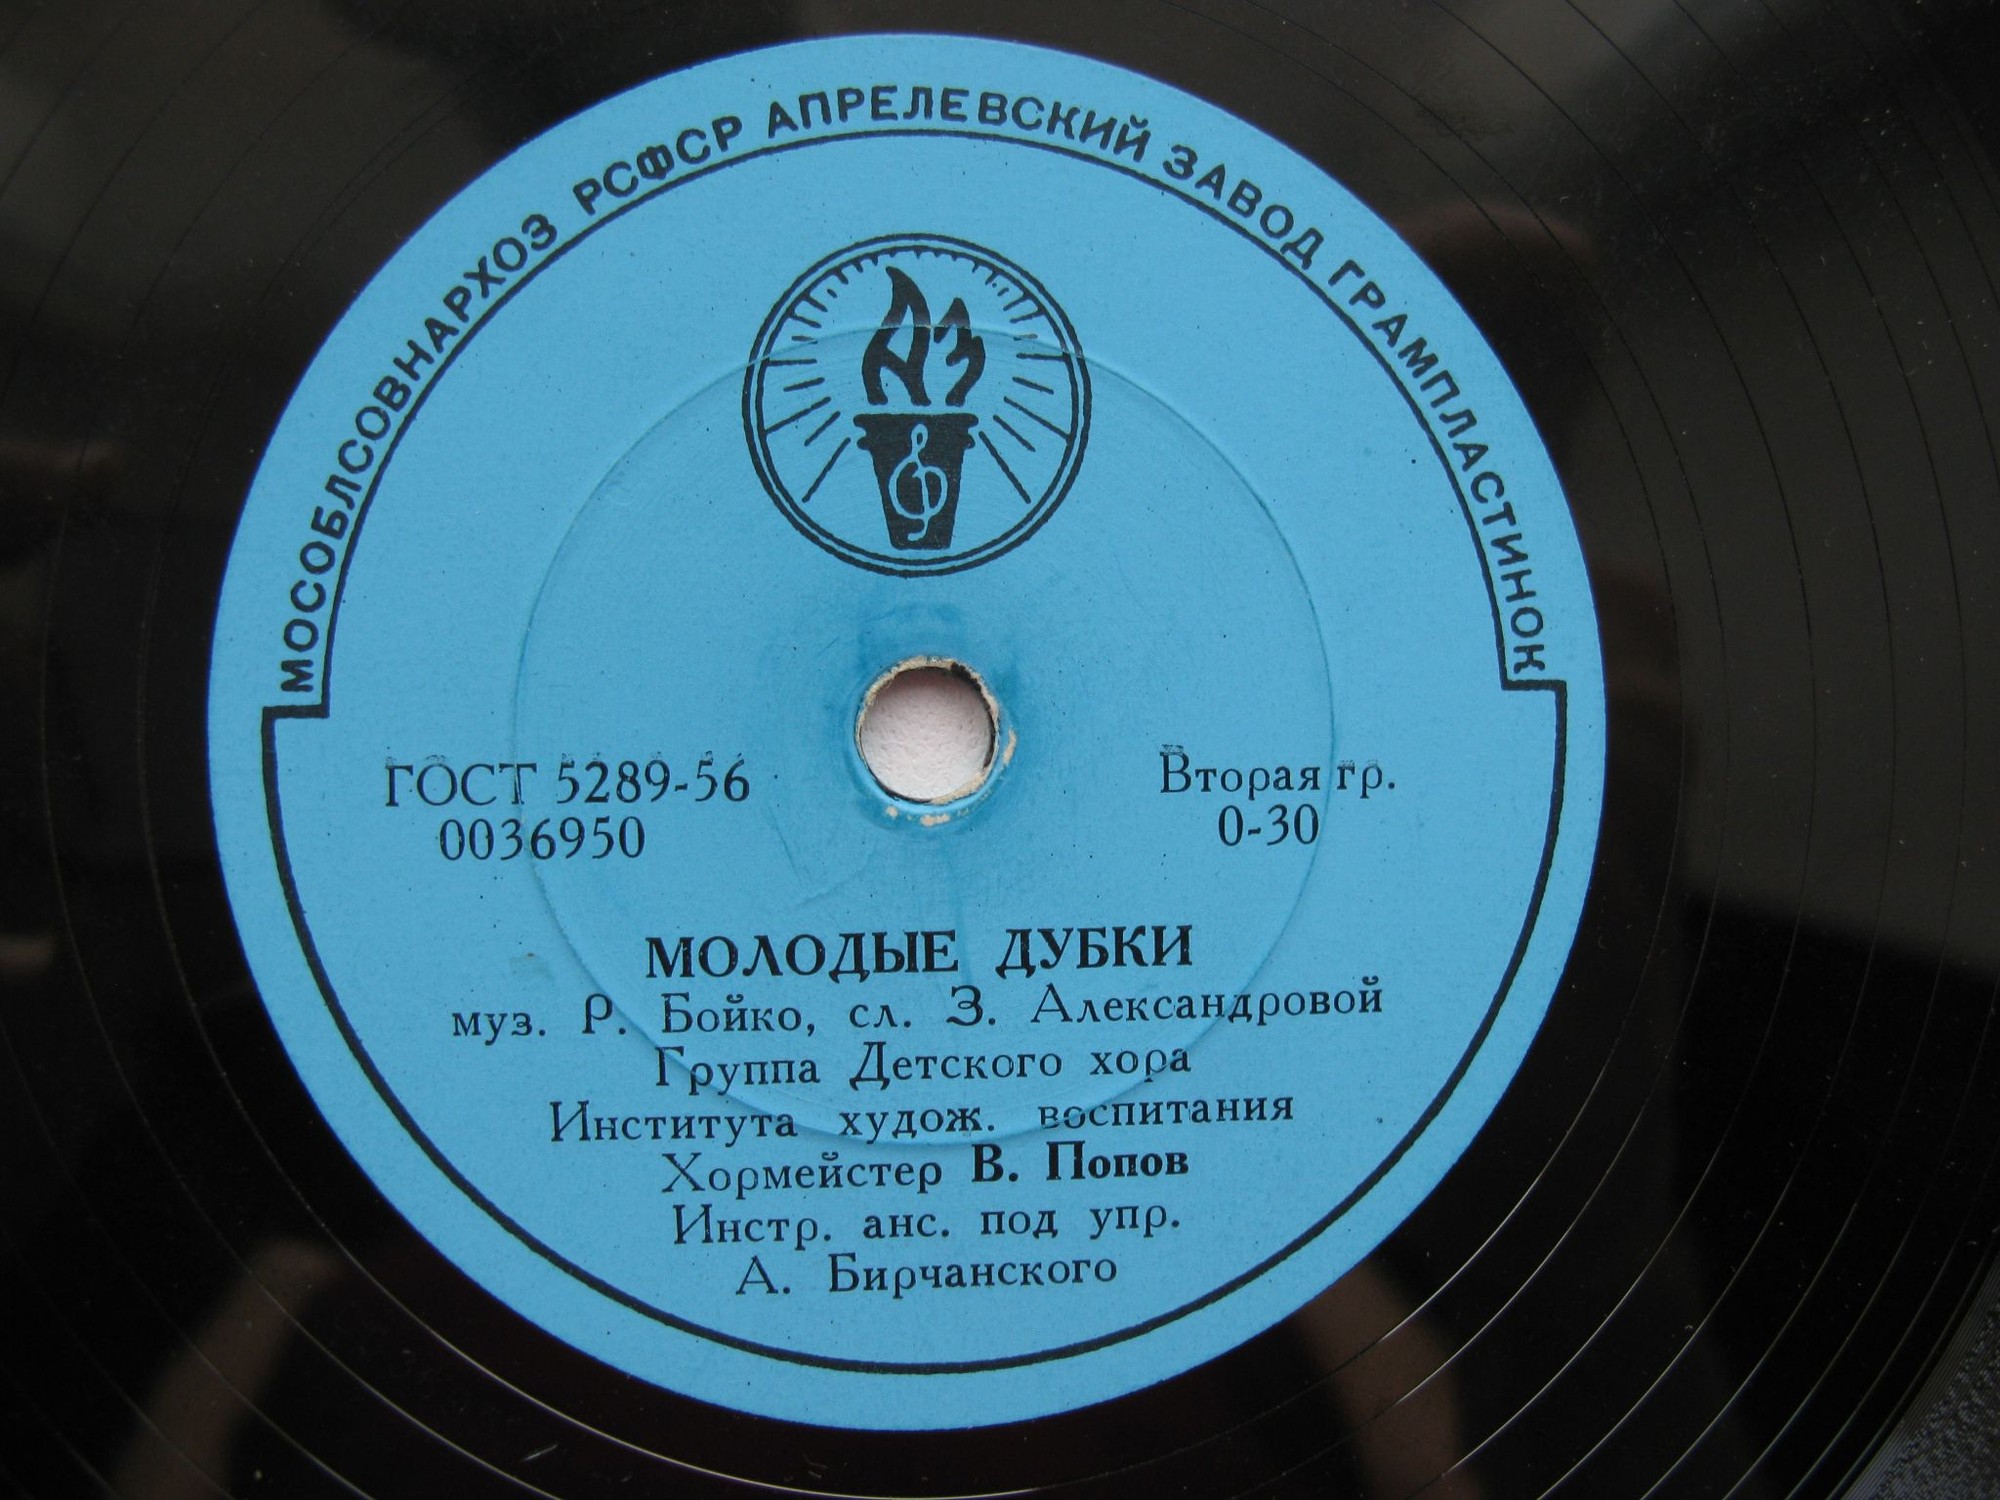 МОСОБЛСОВНАРХОЗ РСФСР АПРЕЛЕВСКИЙ ЗАВОД ГРАМПЛАСТИНОК
АЗ
ГОСТ 5289-56
0036950
Вторая гр.
0-30
МОЛОДЫЕ ДУБКИ
муз. Р. Бойко, сл. З. Александровой
Группа Детского хора
Института худож. воспитания
Хормейстер В. Попов
Инстр. анс. под упр.
А. Бирчанского